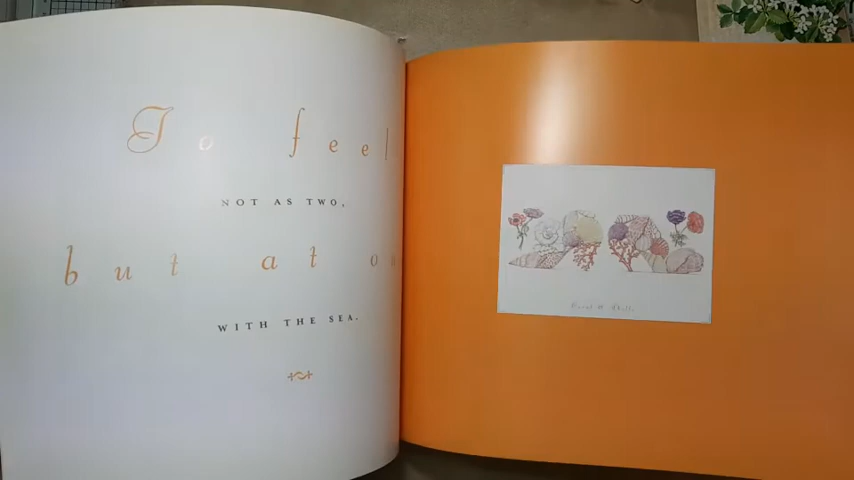 To feel
NOT AS TWO,
but at
WITH THE SEA.